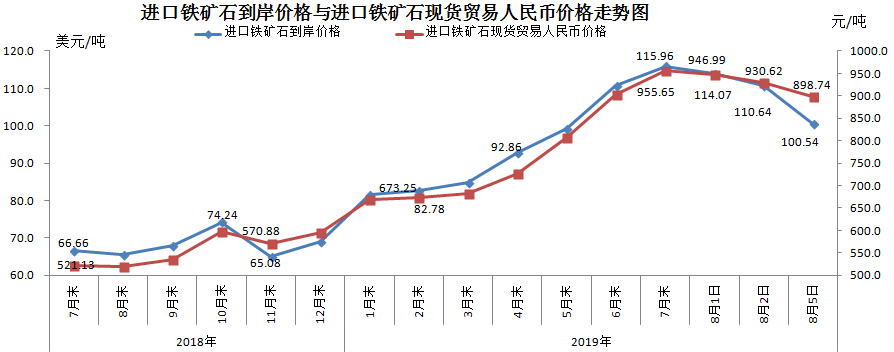 进口铁矿石到岸价格与进口铁矿石现货贸易人民币价格走势图
美元/吨
进口铁矿石到岸价格
进口铁矿石现货贸易人民币价格
元/吨
120.0
110.0
100.0
90.0
80.0
70.0
60.0
66.66
521.13
74.24
570.88
65.08
673.25
82.78
92.86
115.96
955.65
946.99
114.07
930.62
110.64
898.74
100.54
1000.0
950.0
900.0
850.0
800.0
750.0
700.0
650.0
600.0
550.0
500.0
7月末
8月末
9月末
10月末
11月末
12月末
1月末
2月末
3月末
4月末
5月末
6月末
7月末
8月1日
8月2日
8月5日
2018年
2019年